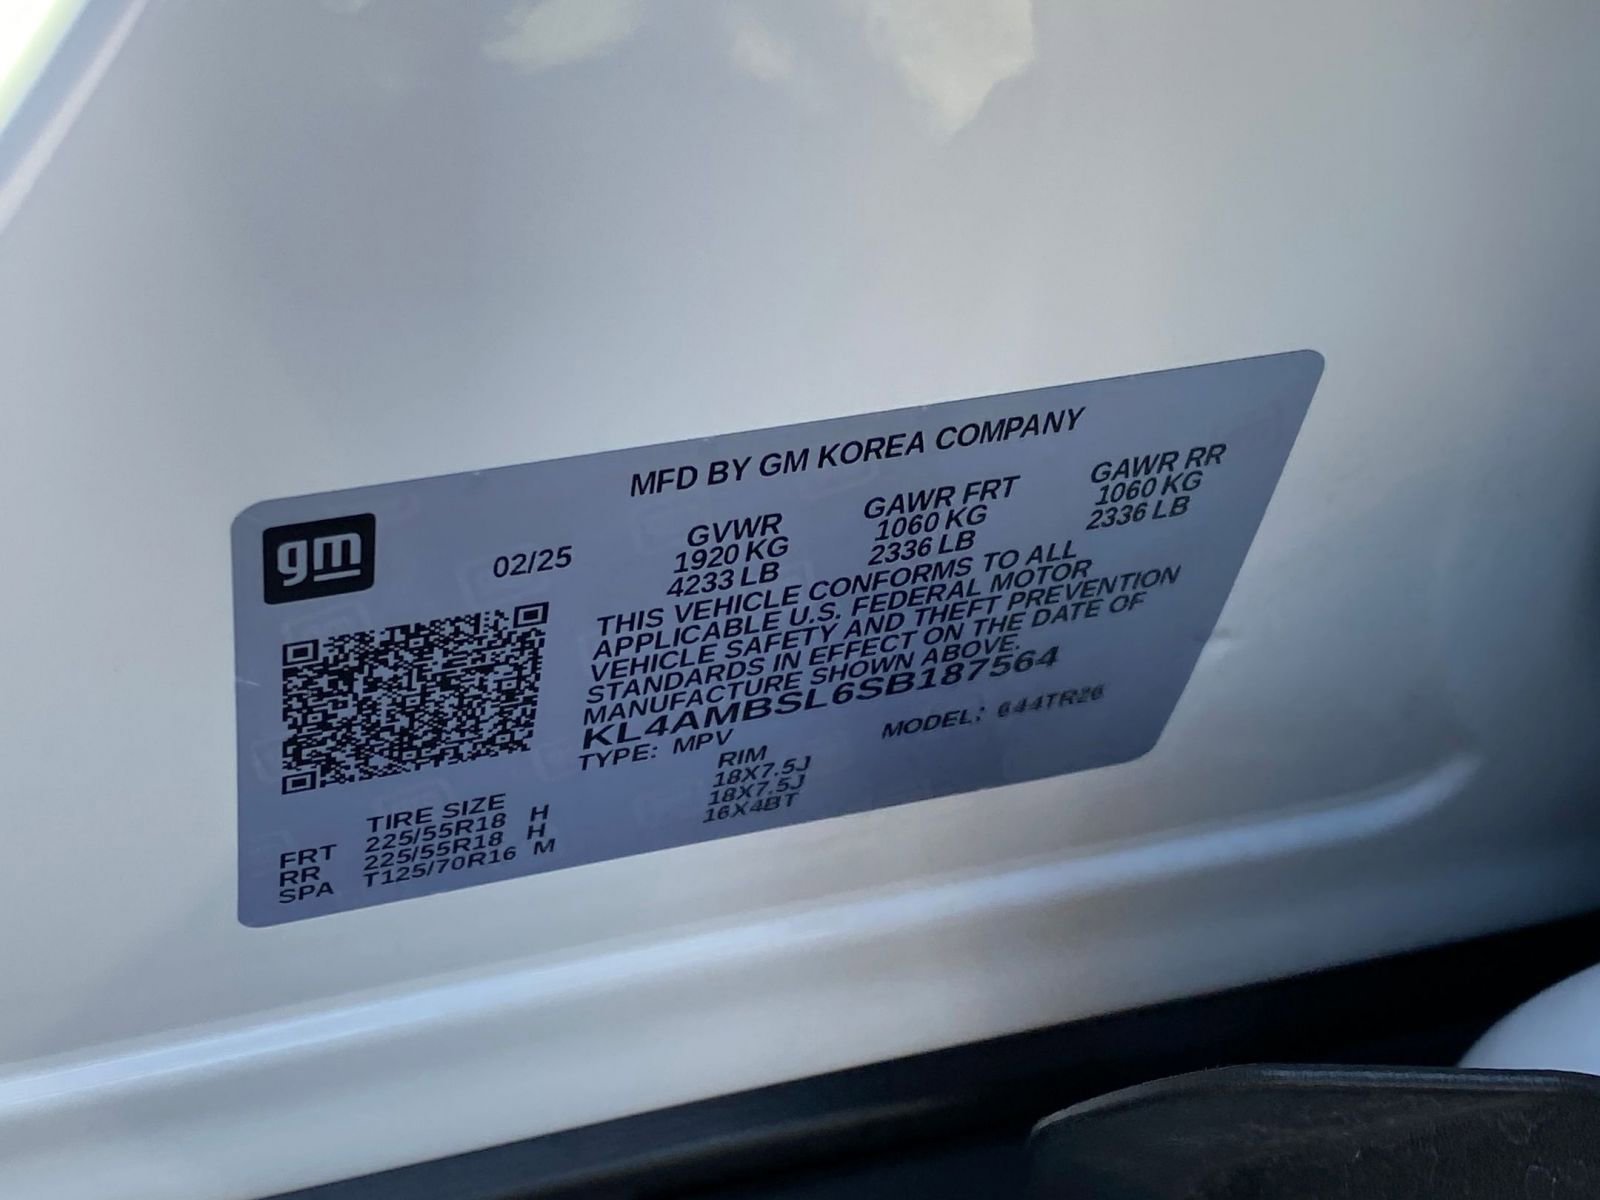 MFD BY GM KOREA COMPANY
gm
02/25
GVWR GAWR FRT GAWR RR
1920 KG 1060 KG 1060 KG
4233 LB 2336 LB 2336 LB
THIS VEHICLE CONFORMS TO ALL
APPLICABLE U.S. FEDERAL MOTOR
VEHICLE SAFETY AND THEFT PREVENTION
STANDARDS IN EFFECT ON THE DATE OF
MANUFACTURE SHOWN ABOVE.
KL4AMBSL6SB187564
TYPE: MPV MODEL: 644TR26
TIRE SIZE RIM
FRT 225/55R18 H 18X7.5J
RR 225/55R18 H 18X7.5J
SPA T125/70R16 M 16X4BT